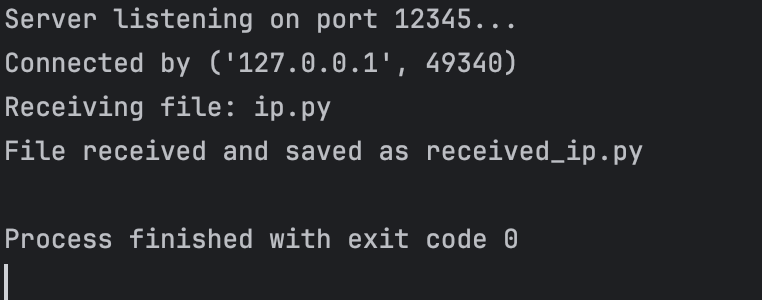 Server listening on port 12345...
Connected by ('127.0.0.1', 49340)
Receiving file: ip.py
File received and saved as received_ip.py
Process finished with exit code 0